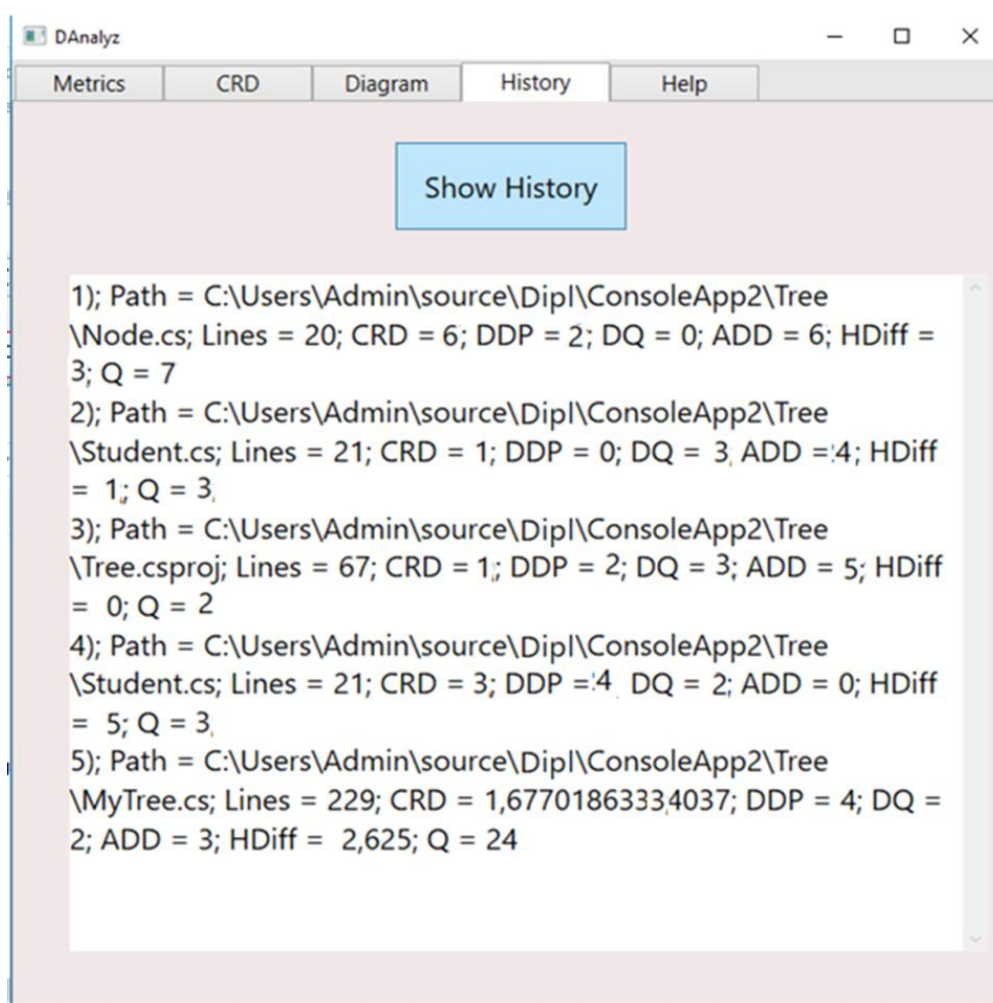 DAnalyz
Metrics CRD Diagram History Help
Show History
1); Path = C:\Users\Admin\source\Dipl\ConsoleApp2\Tree
\Node.cs; Lines = 20; CRD = 6; DDP = 2; DQ = 0; ADD = 6; HDiff =
3; Q = 7
2); Path = C:\Users\Admin\source\Dipl\ConsoleApp2\Tree
\Student.cs; Lines = 21; CRD = 1; DDP = 0; DQ = 3; ADD = 4; HDiff
= 1; Q = 3
3); Path = C:\Users\Admin\source\Dipl\ConsoleApp2\Tree
\Tree.csproj; Lines = 67; CRD = 1; DDP = 2; DQ = 3; ADD = 5; HDiff
= 0; Q = 2
4); Path = C:\Users\Admin\source\Dipl\ConsoleApp2\Tree
\Student.cs; Lines = 21; CRD = 3; DDP = 4 DQ = 2; ADD = 0; HDiff
= 5; Q = 3
5); Path = C:\Users\Admin\source\Dipl\ConsoleApp2\Tree
\MyTree.cs; Lines = 229; CRD = 1,67701863334037; DDP = 4; DQ =
2; ADD = 3; HDiff = 2,625; Q = 24